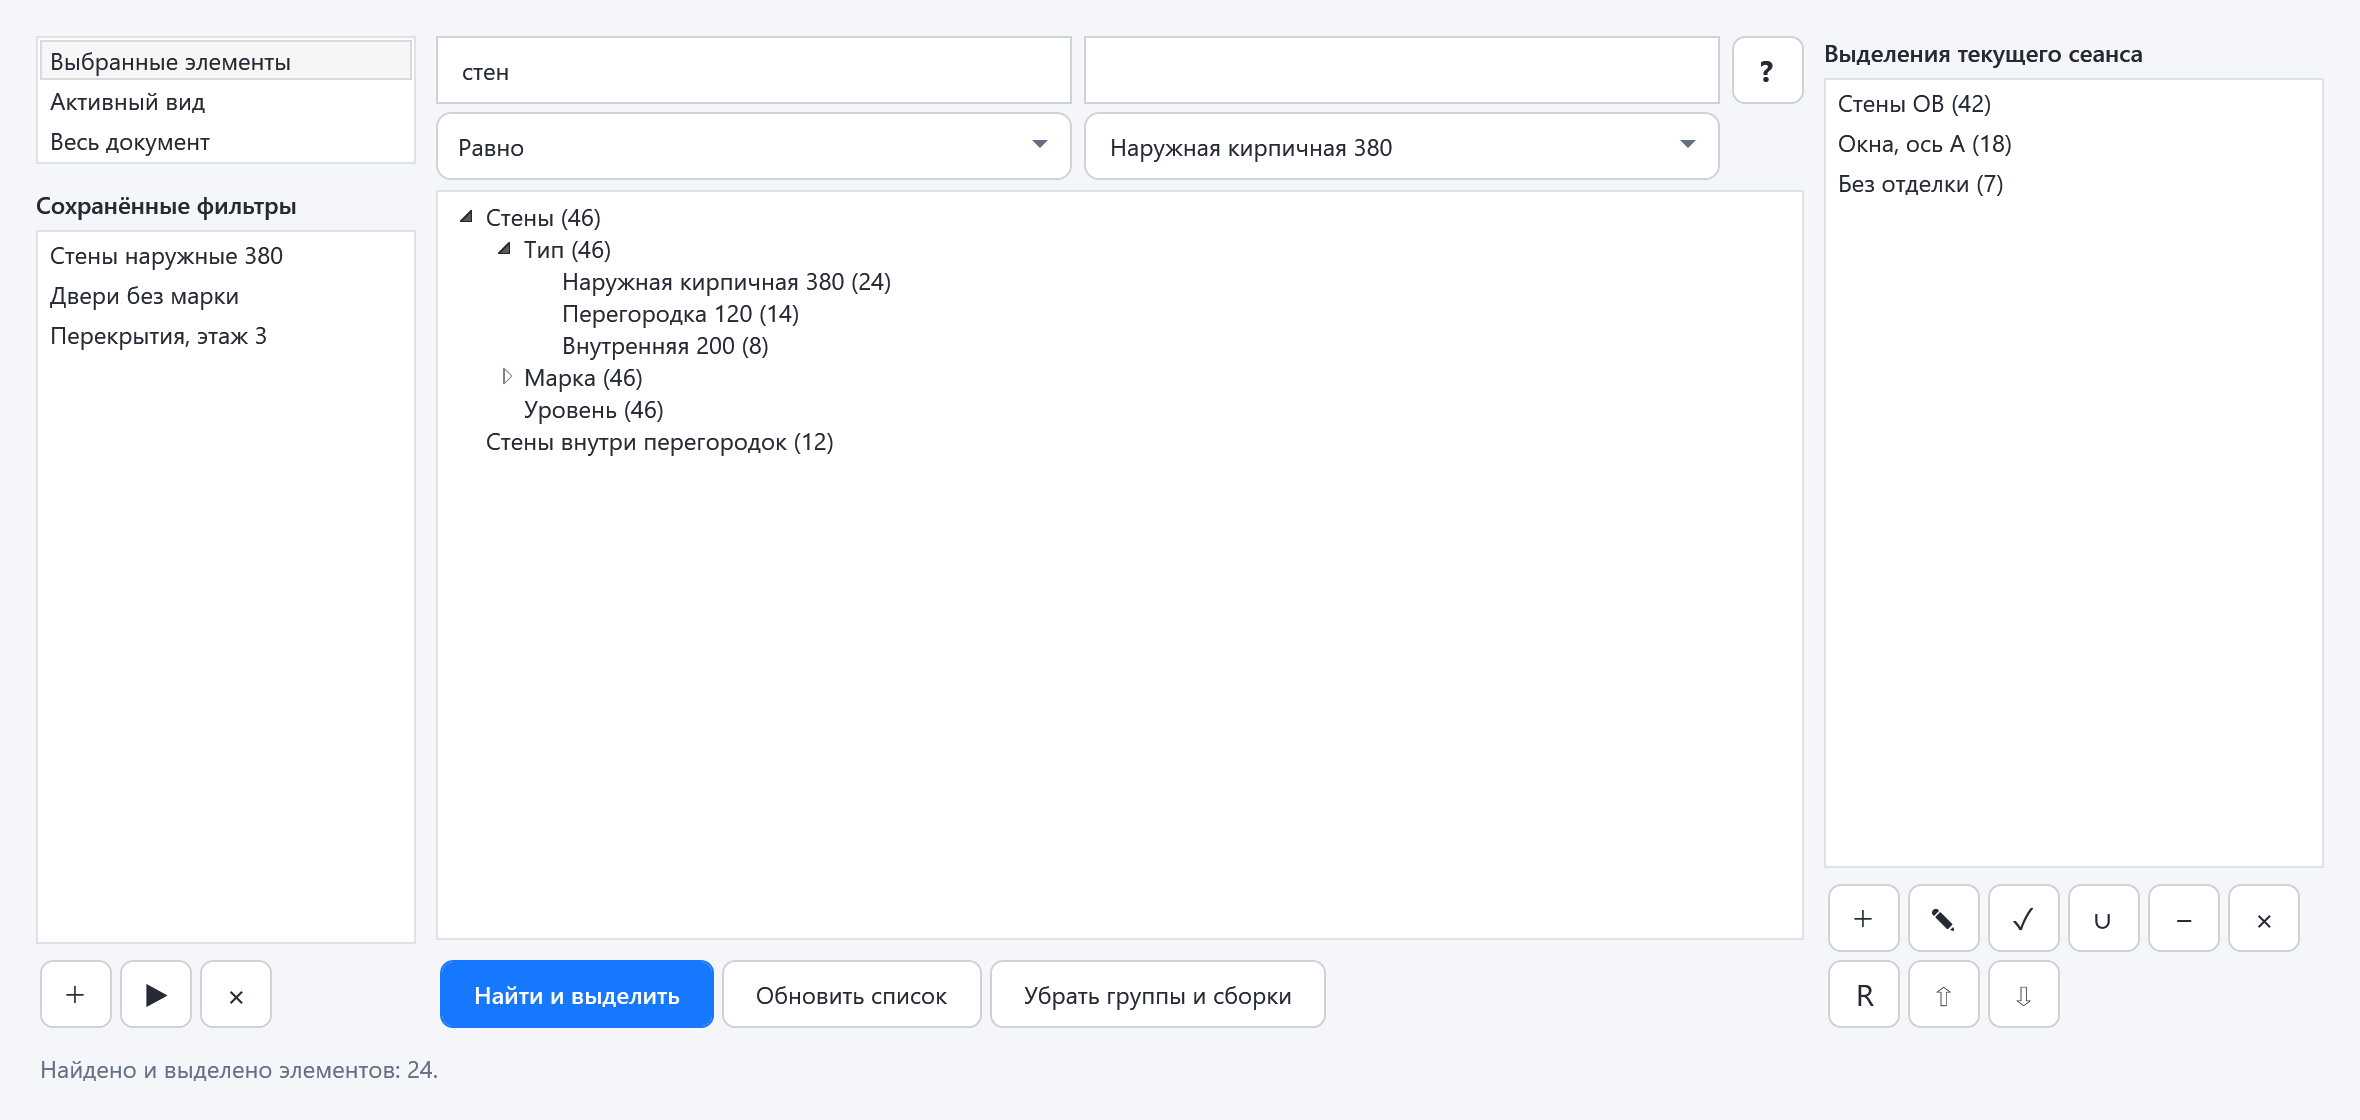 Выбранные элементы
Активный вид
Весь документ
Сохранённые фильтры
Стены наружные 380
Двери без марки
Перекрытия, этаж 3
+ ▶ ×
стен
?
Равно
Наружная кирпичная 380
Стены (46)
Тип (46)
Наружная кирпичная 380 (24)
Перегородка 120 (14)
Внутренняя 200 (8)
Марка (46)
Уровень (46)
Стены внутри перегородок (12)
Найти и выделить
Обновить список
Убрать группы и сборки
Выделения текущего сеанса
Стены ОВ (42)
Окна, ось А (18)
Без отделки (7)
+ ✎ ✓ ∪ − ×
R ⇧ ⇩
Найдено и выделено элементов: 24.